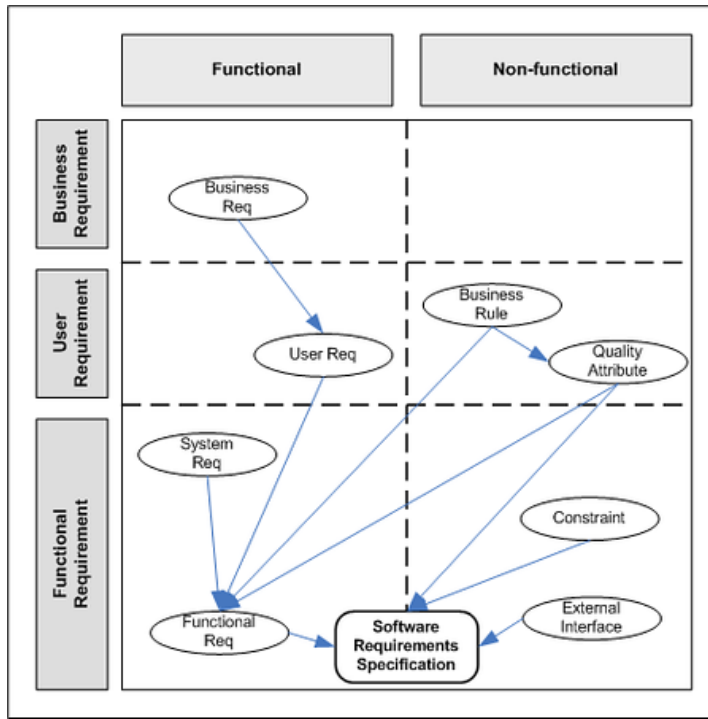 Functional
Non-functional
Business
Requirement
Business
Req
User
Requirement
Business
Rule
User Req
Quality
Attribute
Functional
Requirement
System
Req
Constraint
Functional
Req
Software
Requirements
Specification
External
Interface